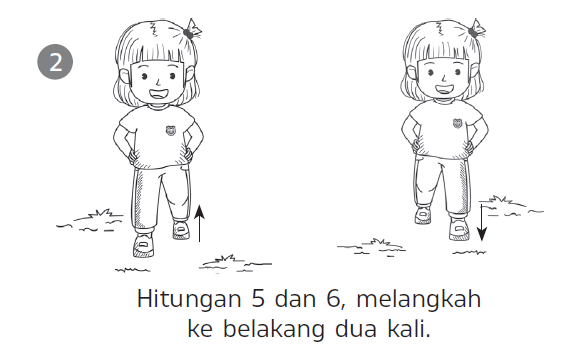 2
Hitungan 5 dan 6, melangkah
ke belakang dua kali.